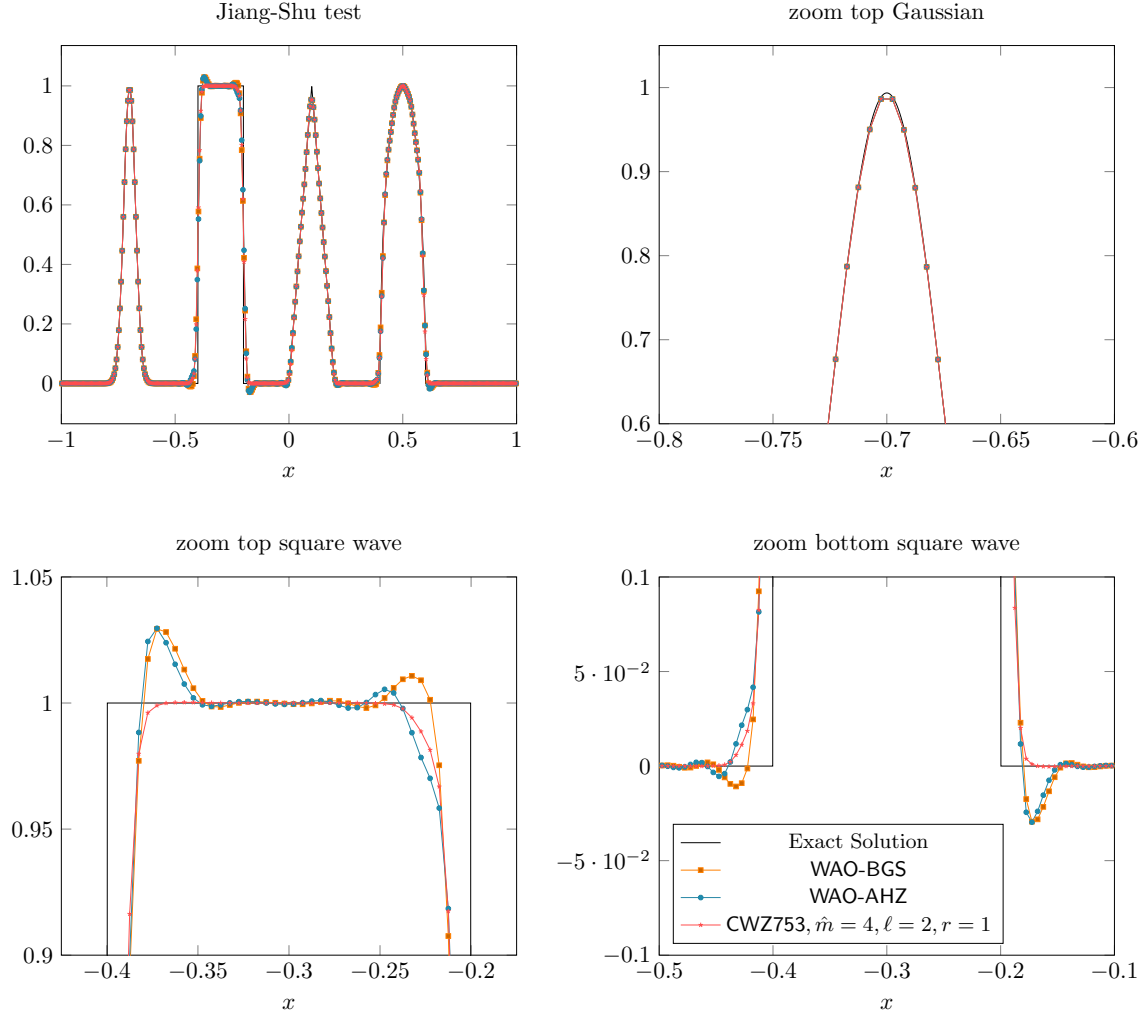 Jiang-Shu test
1
0.8
0.6
0.4
0.2
0
−1
−0.5
0
0.5
1
x
zoom top Gaussian
1
0.9
0.8
0.7
0.6
−0.8
−0.75
−0.7
−0.65
−0.6
x
zoom top square wave
1.05
1
0.95
0.9
−0.4
−0.35
−0.3
−0.25
−0.2
x
zoom bottom square wave
0.1
5 · 10⁻²
0
−5 · 10⁻²
−0.1
Exact Solution
WAO-BGS
WAO-AHZ
CWZ753, m̂ = 4, ℓ = 2, r = 1
−0.5
−0.4
−0.3
−0.2
−0.1
x